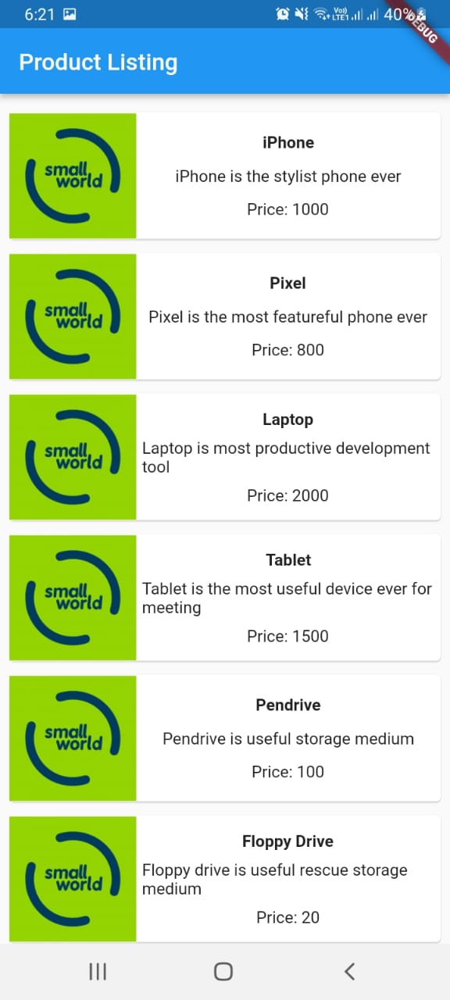 6:21
Vo))
LTE1
40%
DEBUG
Product Listing
small
world
iPhone
iPhone is the stylist phone ever
Price: 1000
small
world
Pixel
Pixel is the most featureful phone ever
Price: 800
small
world
Laptop
Laptop is most productive development
tool
Price: 2000
small
world
Tablet
Tablet is the most useful device ever for
meeting
Price: 1500
small
world
Pendrive
Pendrive is useful storage medium
Price: 100
small
world
Floppy Drive
Floppy drive is useful rescue storage
medium
Price: 20